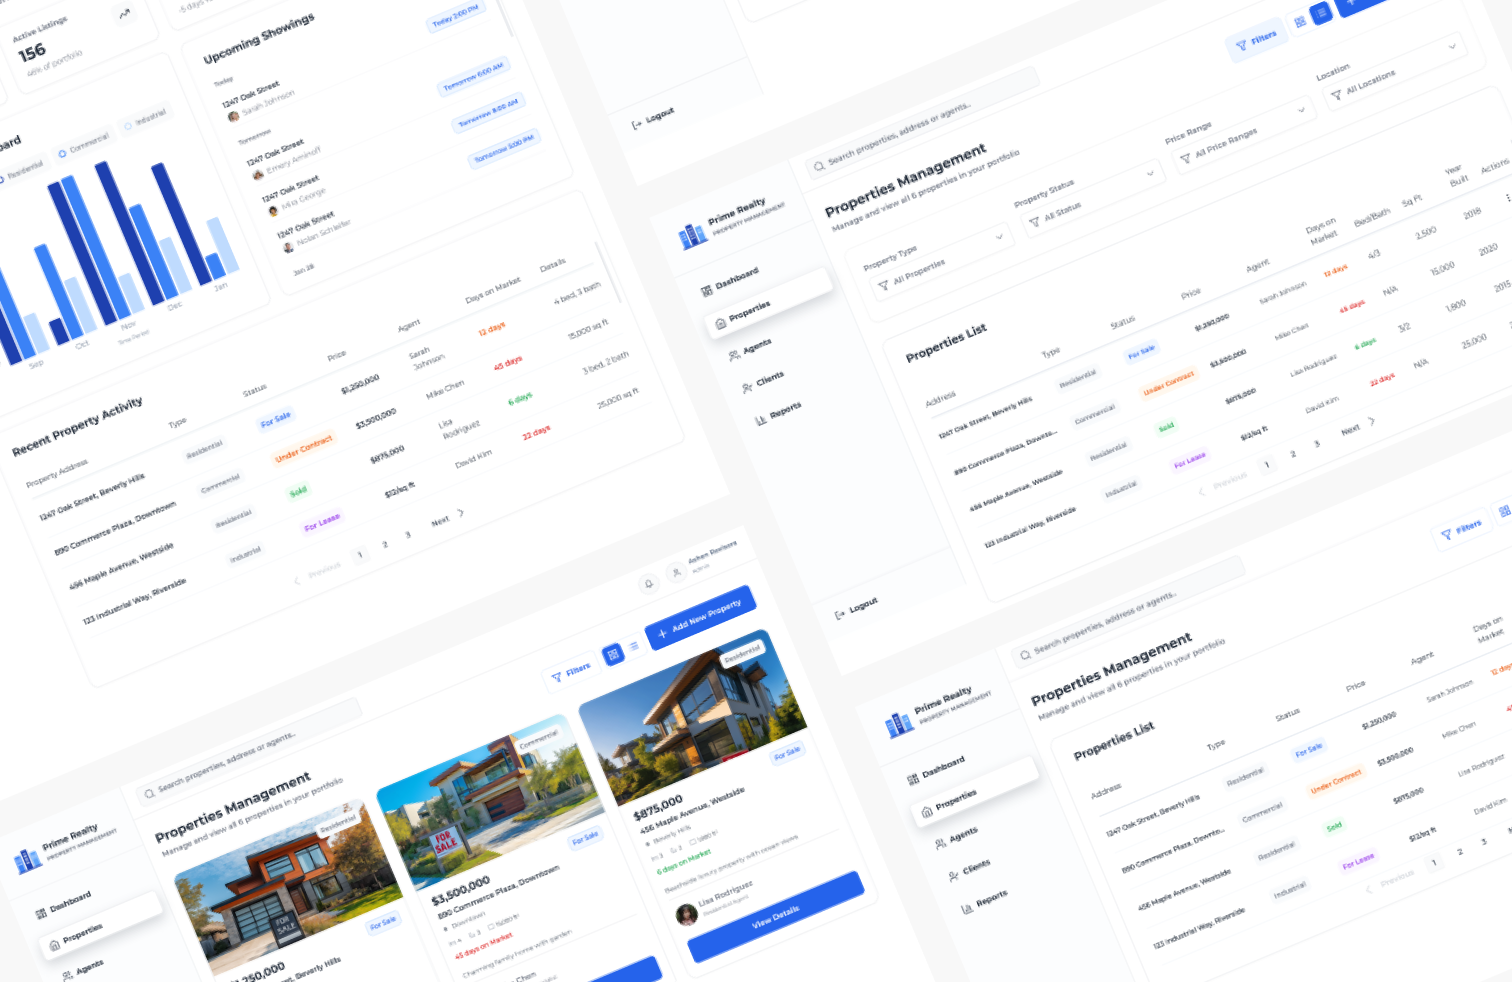 Active Listings
156
46% of portfolio
Residential
Commercial
Industrial
Sep
Oct
Nov
Dec
Jan
Time Period
Upcoming Showings
Today
1247 Oak Street
Sarah Johnson
Today 2:00 PM
Tomorrow
1247 Oak Street
Emery Aminoff
Tomorrow 6:00 AM
1247 Oak Street
Mira George
Tomorrow 8:00 AM
1247 Oak Street
Nolan Schleifer
Tomorrow 5:00 PM
Jan 28
Recent Property Activity
Property Address Type Status Price Agent Days on Market Details
1247 Oak Street, Beverly Hills Residential For Sale $1,250,000 Sarah Johnson 12 days 4 bed, 3 bath
890 Commerce Plaza, Downtown Commercial Under Contract $3,500,000 Mike Chen 45 days 15,000 sq ft
456 Maple Avenue, Westside Residential Sold $875,000 Lisa Rodriguez 6 days 3 bed, 2 bath
123 Industrial Way, Riverside Industrial For Lease $12/sq ft David Kim 22 days 25,000 sq ft
Previous 1 2 3 Next
Logout
Prime Realty
PROPERTY MANAGEMENT
Dashboard
Properties
Agents
Clients
Reports
Logout
Search properties, address or agents..
Filters
Properties Management
Manage and view all 6 properties in your portfolio
Property Type
All Properties
Property Status
All Status
Price Range
All Price Ranges
Location
All Locations
Properties List
Address Type Status Price Agent Days on Market Bed/Bath Sq Ft Year Built Actions
1247 Oak Street, Beverly Hills Residential For Sale $1,250,000 Sarah Johnson 12 days 4/3 2,500 2018
890 Commerce Plaza, Downto... Commercial Under Contract $3,500,000 Mike Chen 45 days N/A 15,000 2020
456 Maple Avenue, Westside Residential Sold $875,000 Lisa Rodriguez 6 days 3/2 1,800 2015
123 Industrial Way, Riverside Industrial For Lease $12/sq ft David Kim 22 days N/A 25,000
Previous 1 2 3 Next
Prime Realty
PROPERTY MANAGEMENT
Dashboard
Properties
Agents
Search properties, address or agents..
Properties Management
Manage and view all 6 properties in your portfolio
Filters
Add New Property
Residential
FOR SALE
For Sale
1,250,000
Street, Beverly Hills
Commercial
FOR SALE
For Sale
$3,500,000
890 Commerce Plaza, Downtown
Downtown
45 days on Market
Charming family home with garden
Chen
Residential
For Sale
$875,000
456 Maple Avenue, Westside
Beverly Hills
6 days on Market
Beachside luxury property with ocean views
Lisa Rodriguez
Residential Agent
View Details
Prime Realty
PROPERTY MANAGEMENT
Dashboard
Properties
Agents
Clients
Reports
Search properties, address or agents..
Filters
Properties Management
Manage and view all 6 properties in your portfolio
Properties List
Address Type Status Price Agent Days on Market
1247 Oak Street, Beverly Hills Residential For Sale $1,250,000 Sarah Johnson 12 days
890 Commerce Plaza, Downto... Commercial Under Contract $3,500,000 Mike Chen
456 Maple Avenue, Westside Residential Sold $875,000 Lisa Rodriguez
123 Industrial Way, Riverside Industrial For Lease $12/sq ft David Kim
Previous 1 2 3